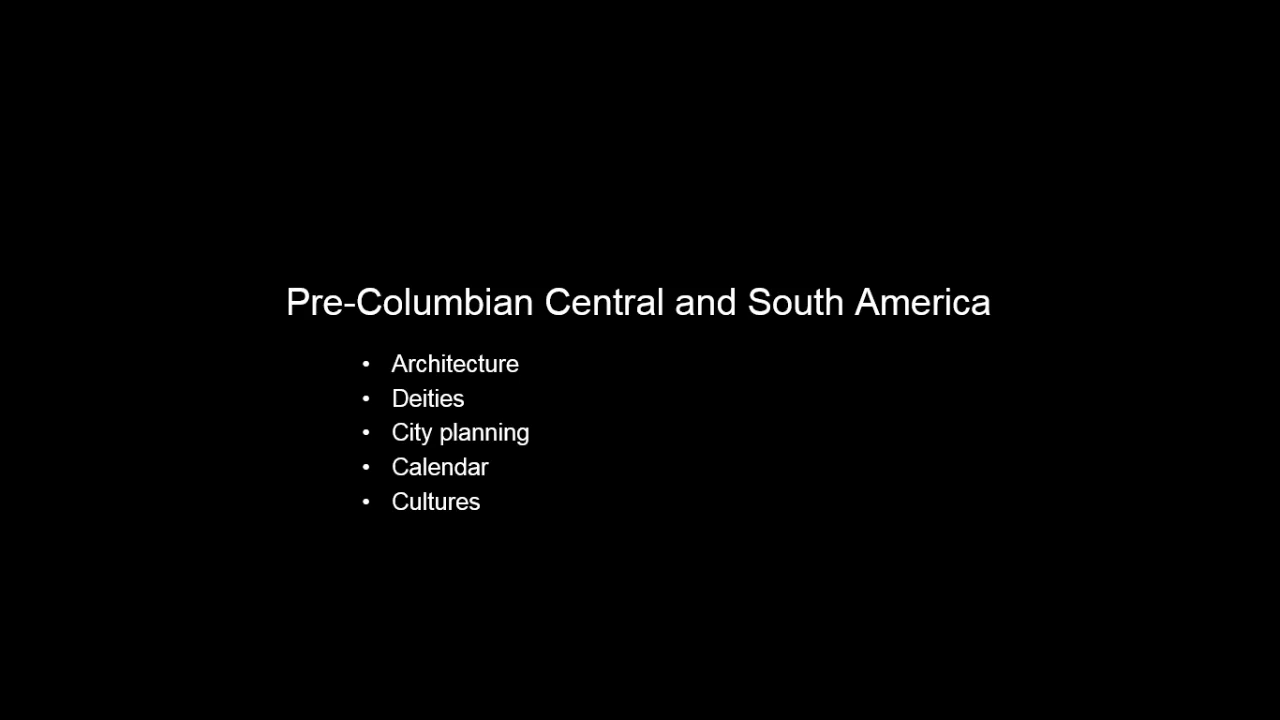 Pre-Columbian Central and South America
• Architecture
• Deities
• City planning
• Calendar
• Cultures